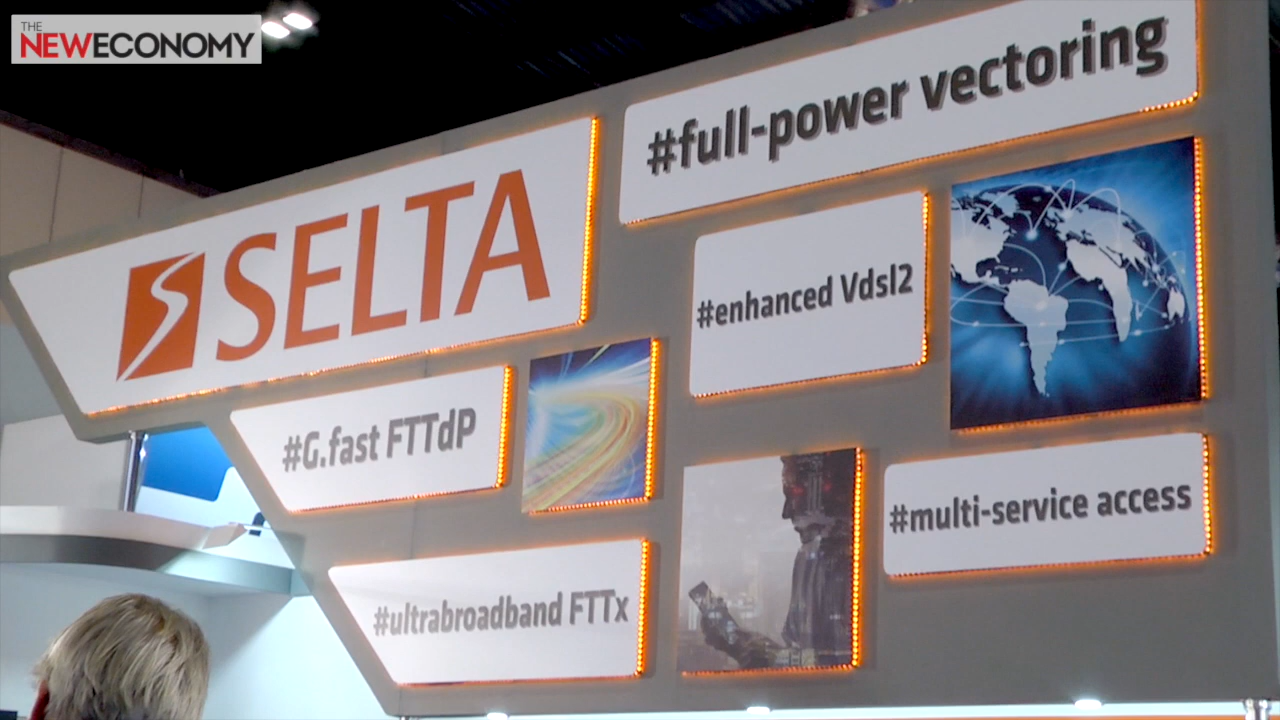 THE
NEWECONOMY
#full-power vectoring
SELTA
#enhanced Vdsl2
#G.fast FTTdP
#multi-service access
#ultrabroadband FTTx